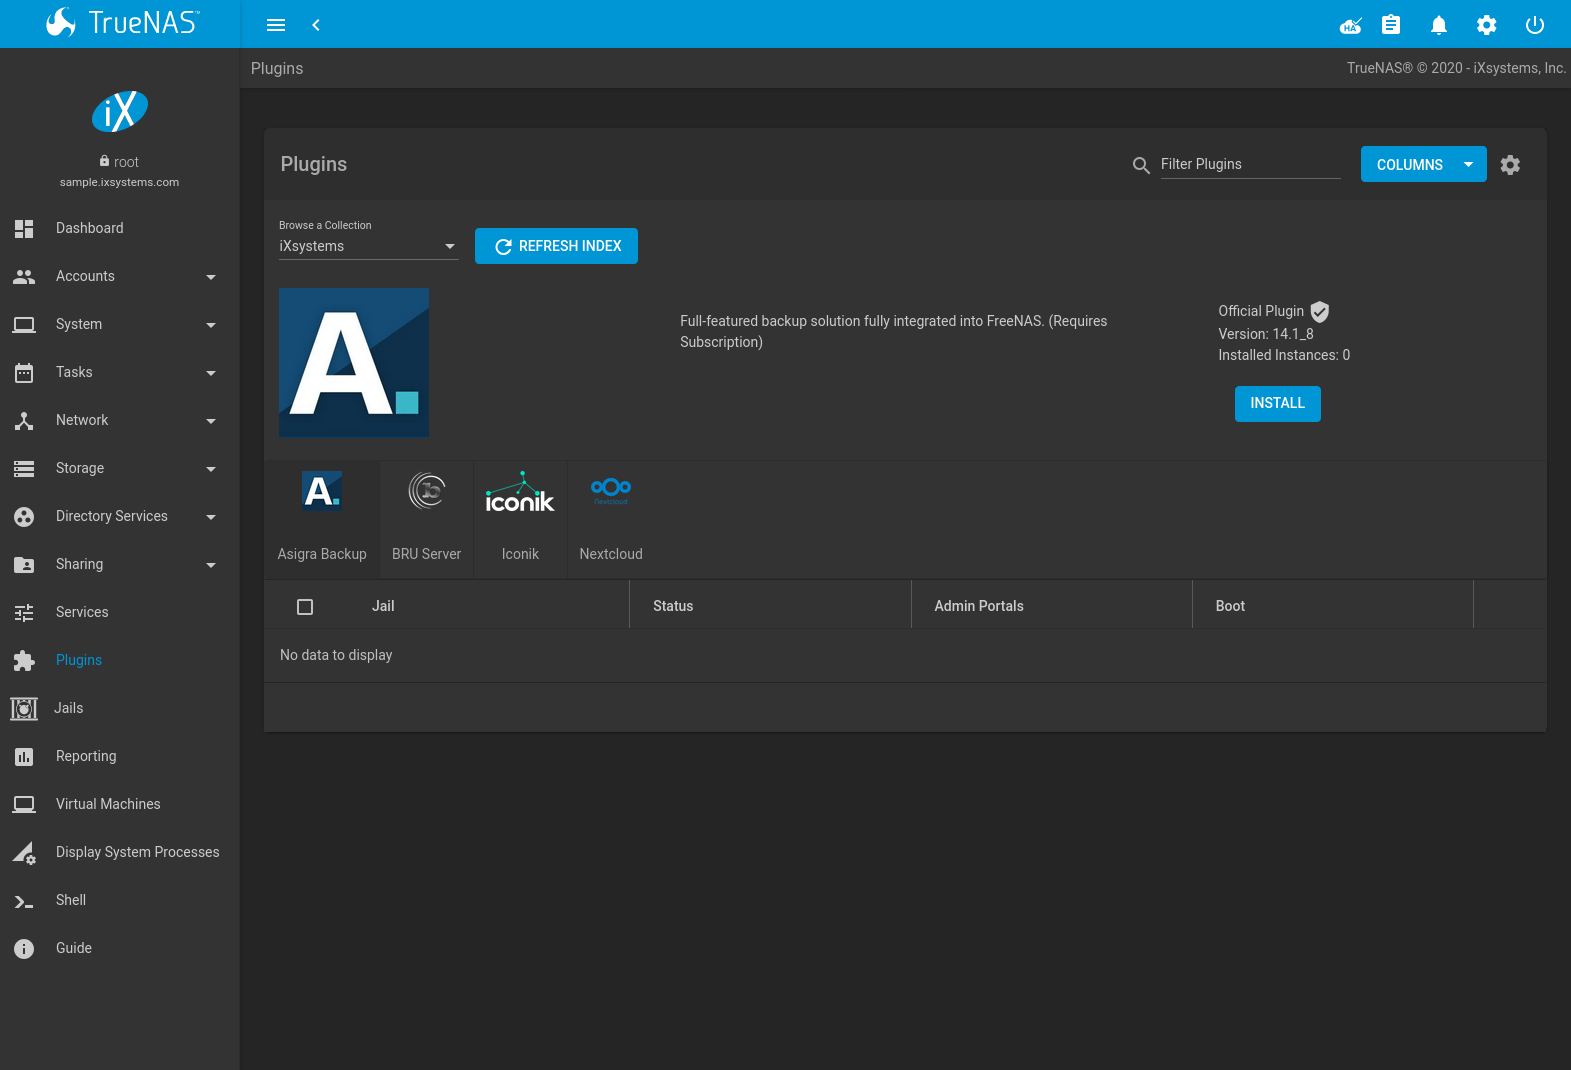 TrueNAS™
HA
Plugins
TrueNAS® © 2020 - iXsystems, Inc.
iX
root
sample.ixsystems.com
Dashboard
Accounts
System
Tasks
Network
Storage
Directory Services
Sharing
Services
Plugins
Jails
Reporting
Virtual Machines
Display System Processes
Shell
Guide
Plugins
Filter Plugins
COLUMNS
Browse a Collection
iXsystems
REFRESH INDEX
A.
Full-featured backup solution fully integrated into FreeNAS. (Requires
Subscription)
Official Plugin
Version: 14.1_8
Installed Instances: 0
INSTALL
A.
iconik
Nextcloud
Asigra Backup
BRU Server
Iconik
Nextcloud
Jail
Status
Admin Portals
Boot
No data to display